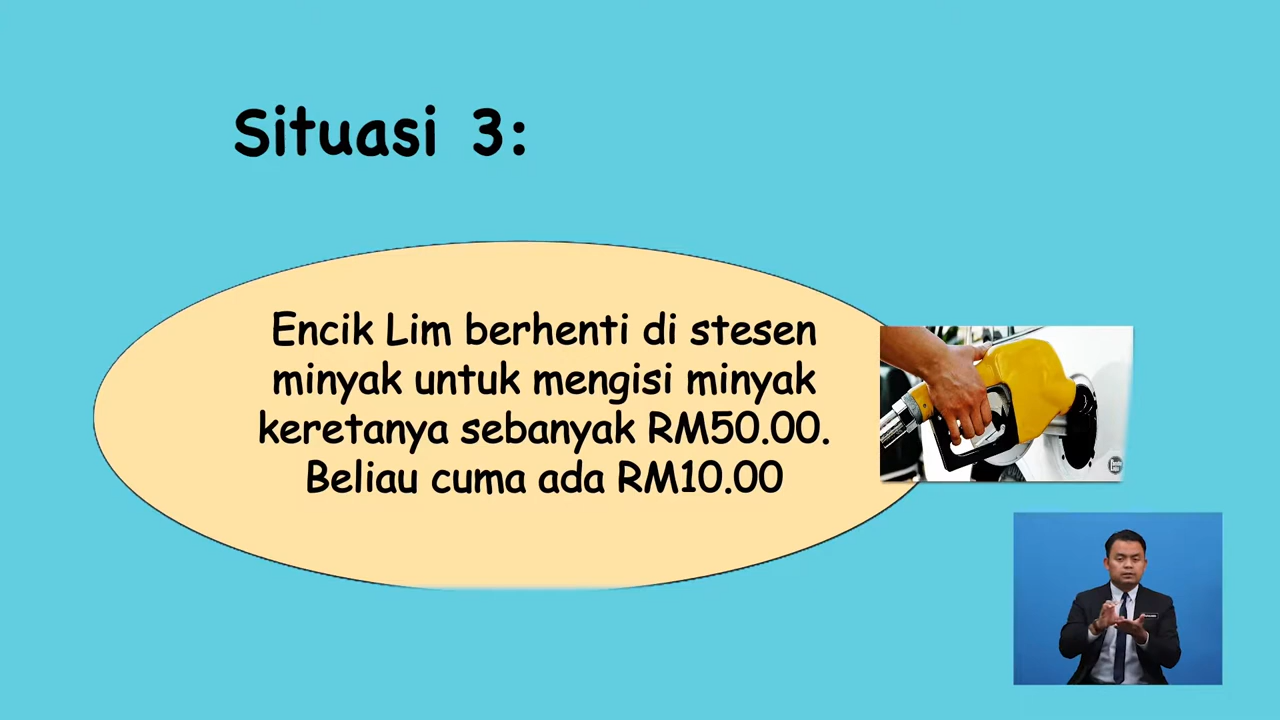 Situasi 3:
Encik Lim berhenti di stesen
minyak untuk mengisi minyak
keretanya sebanyak RM50.00.
Beliau cuma ada RM10.00